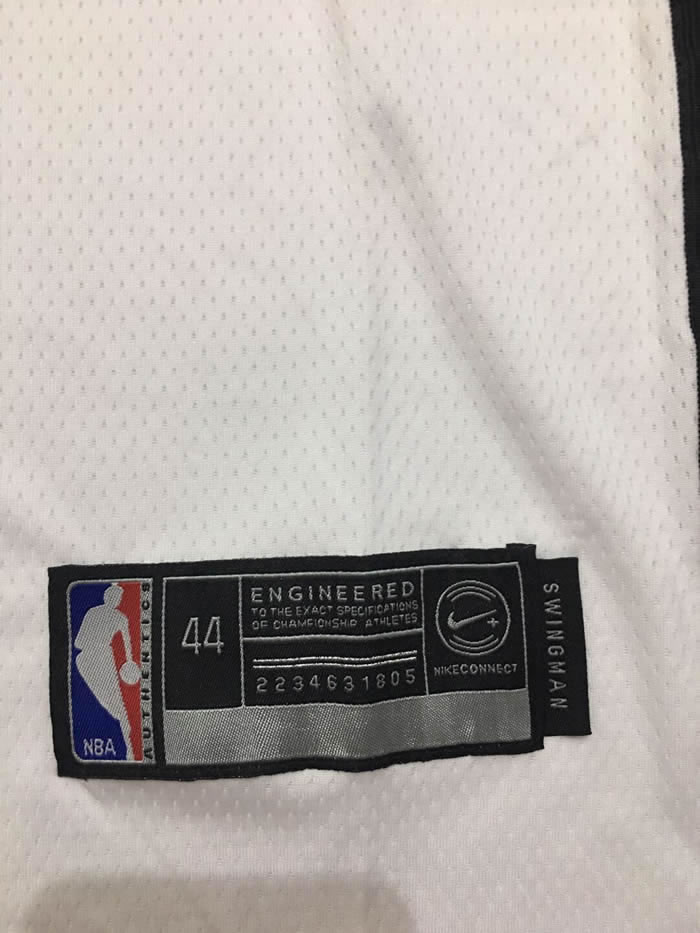 NBA
AUTHENTICS
44
ENGINEERED
TO THE EXACT SPECIFICATIONS
OF CHAMPIONSHIP ATHLETES
2234631805
NIKECONNECT
SWINGMAN